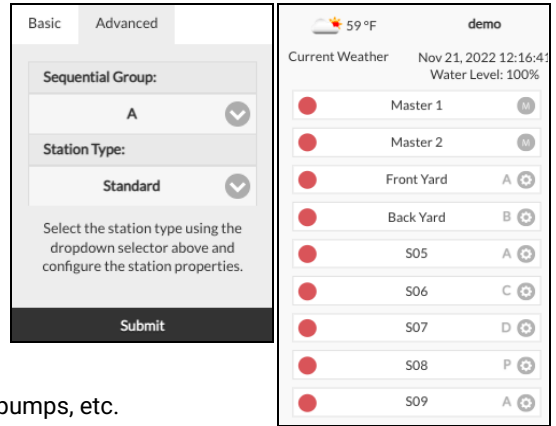 Basic Advanced
Sequential Group:
A
Station Type:
Standard
Select the station type using the
dropdown selector above and
configure the station properties.
Submit
pumps, etc.
59 °F demo
Current Weather Nov 21, 2022 12:16:41
Water Level: 100%
Master 1 M
Master 2 M
Front Yard A
Back Yard B
S05 A
S06 C
S07 D
S08 P
S09 A